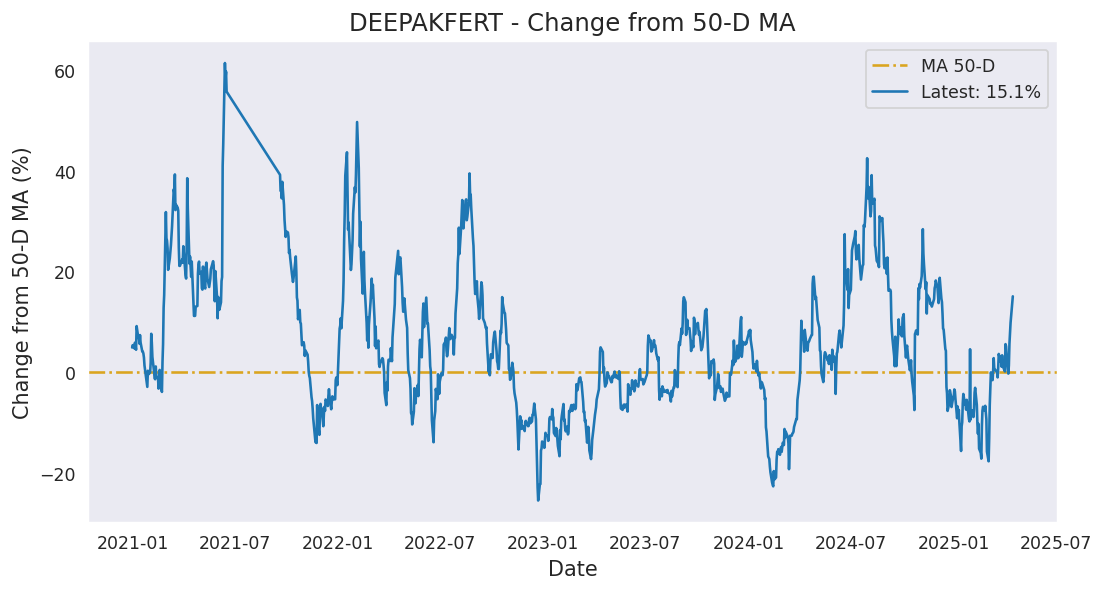 DEEPAKFERT - Change from 50-D MA
MA 50-D
Latest: 15.1%
Change from 50-D MA (%)
60
40
20
0
−20
2021-01 2021-07 2022-01 2022-07 2023-01 2023-07 2024-01 2024-07 2025-01 2025-07
Date